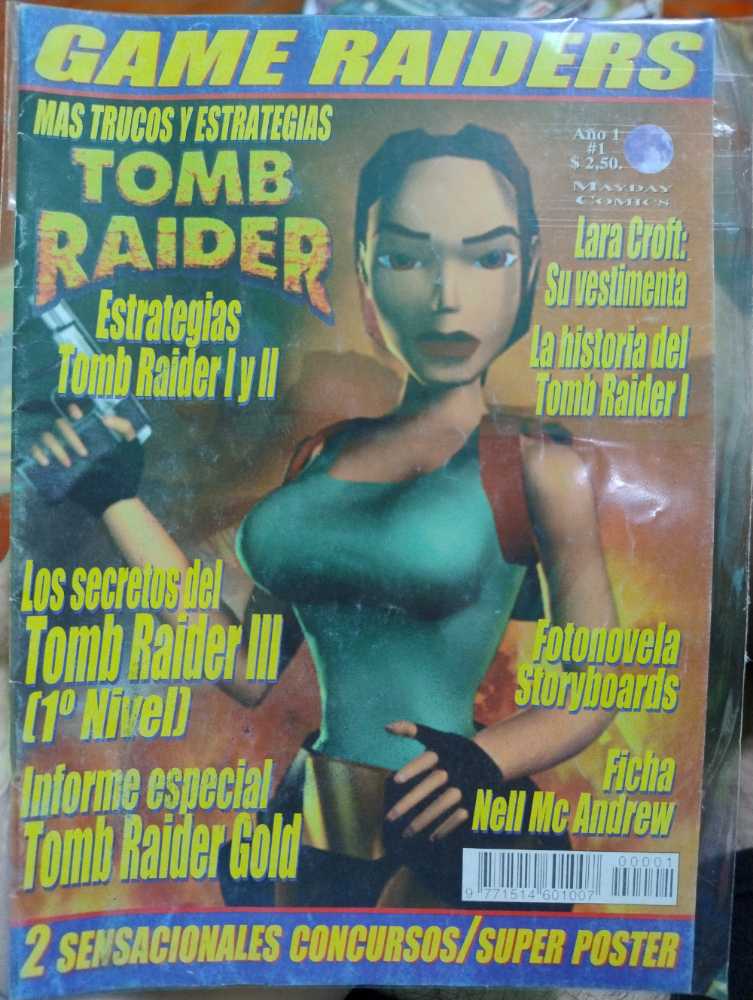 GAME RAIDERS
MAS TRUCOS Y ESTRATEGIAS
TOMB
RAIDER
Estrategias
Tomb Raider I y II
Año 1
#1
$ 2,50.
MAYDAY
COMICS
Lara Croft:
Su vestimenta
La historia del
Tomb Raider I
Los secretos del
Tomb Raider III
(1º Nivel)
Informe especial
Tomb Raider Gold
Fotonovela
Storyboards
Ficha
Nell Mc Andrew
00001
9 771514 601007
2 SENSACIONALES CONCURSOS/SUPER POSTER